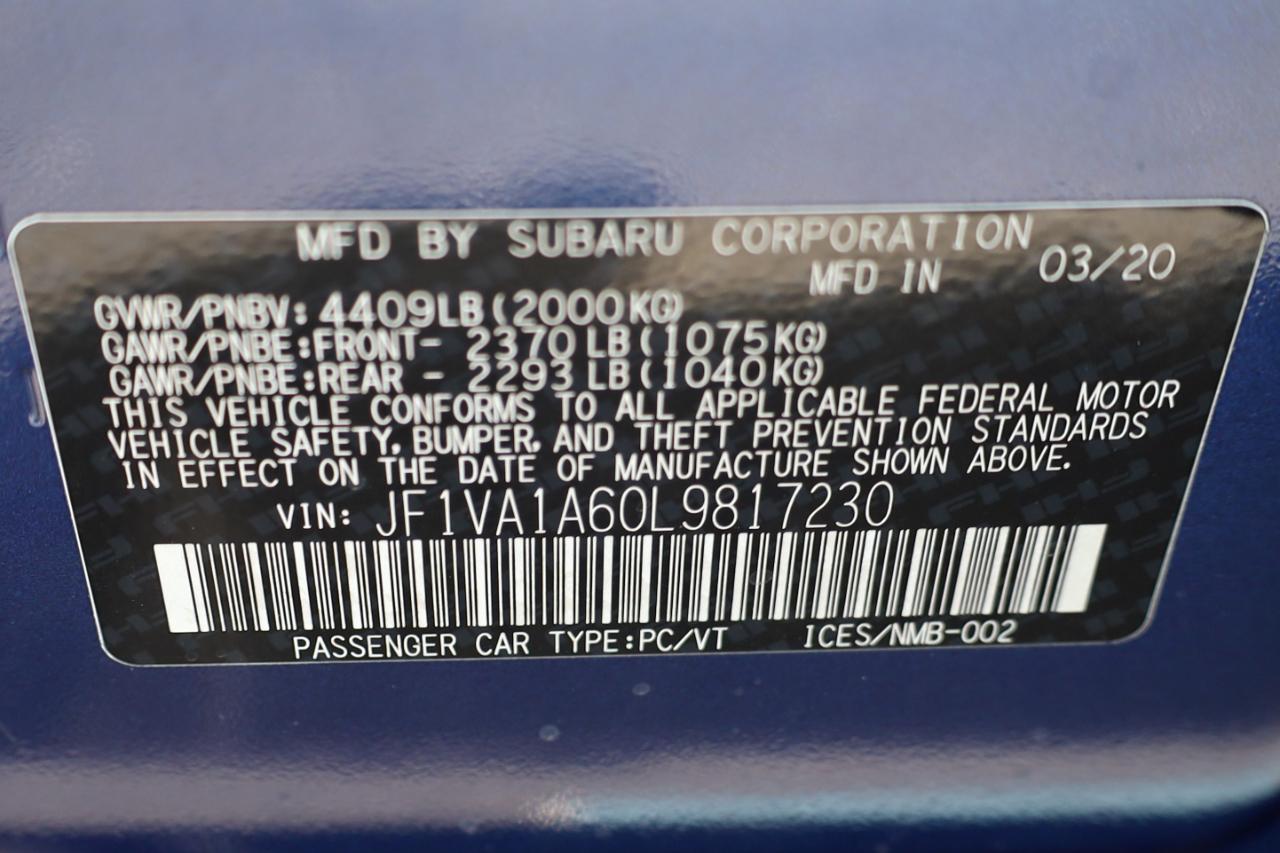 MFD BY SUBARU CORPORATION
MFD IN 03/20
GVWR/PNBV: 4409LB(2000KG)
GAWR/PNBE:FRONT- 2370LB(1075KG)
GAWR/PNBE:REAR - 2293LB(1040KG)
THIS VEHICLE CONFORMS TO ALL APPLICABLE FEDERAL MOTOR
VEHICLE SAFETY, BUMPER, AND THEFT PREVENTION STANDARDS
IN EFFECT ON THE DATE OF MANUFACTURE SHOWN ABOVE.
VIN: JF1VA1A60L9817230
PASSENGER CAR TYPE:PC/VT ICES/NMB-002